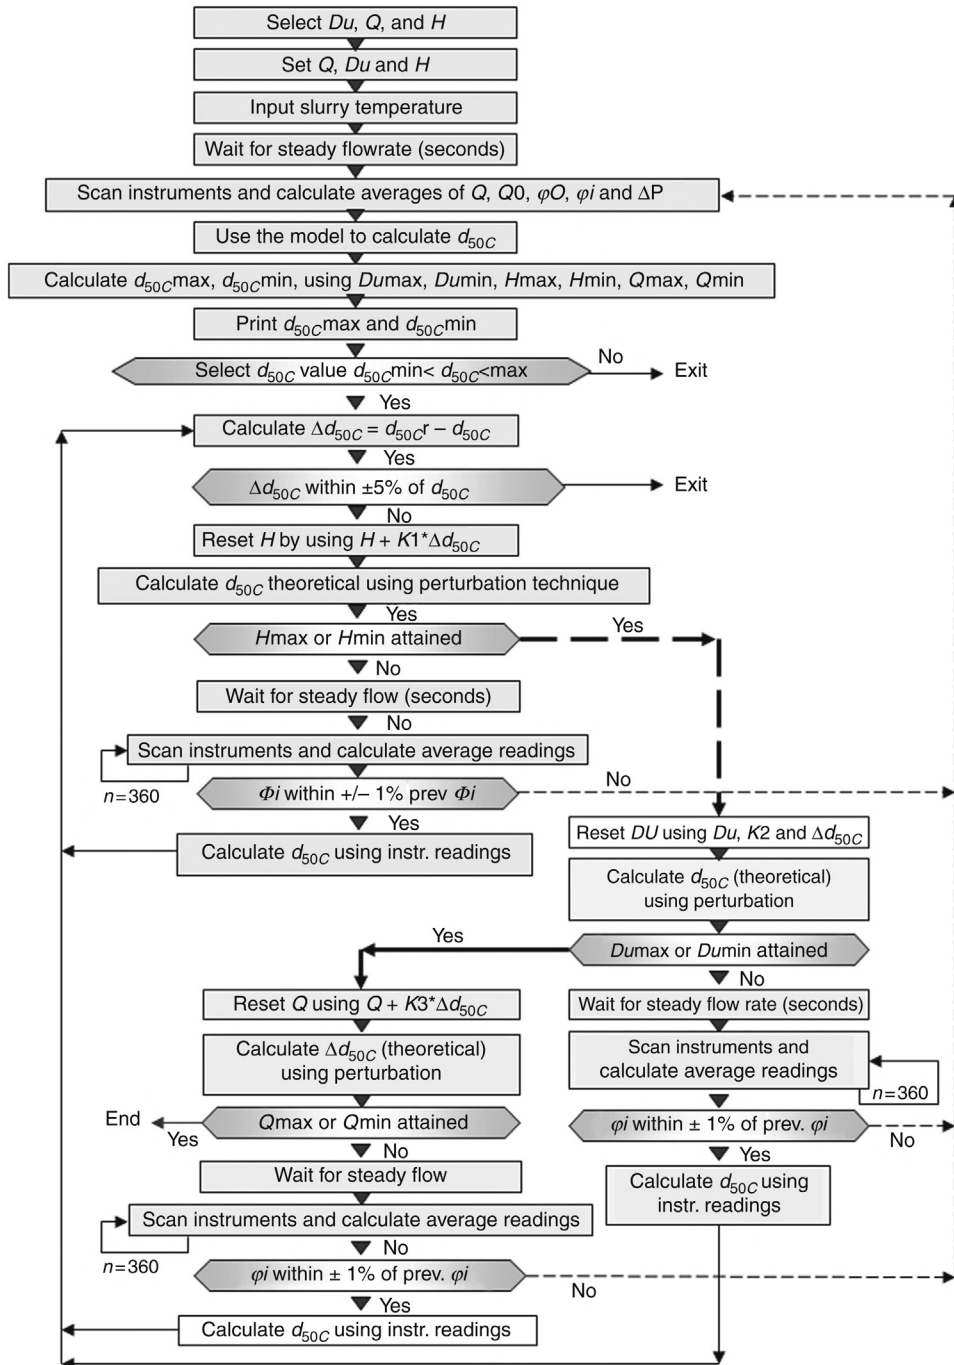 Select Du, Q, and H
Set Q, Du and H
Input slurry temperature
Wait for steady flowrate (seconds)
Scan instruments and calculate averages of Q, Q0, φO, φi and ΔP
Use the model to calculate d50C
Calculate d50Cmax, d50Cmin, using Dumax, Dumin, Hmax, Hmin, Qmax, Qmin
Print d50Cmax and d50Cmin
Select d50C value d50Cmin< d50C<max
No
Exit
Yes
Calculate Δd50C = d50Cr – d50C
Yes
Δd50C within ±5% of d50C
Exit
No
Reset H by using H + K1*Δd50C
Calculate d50C theoretical using perturbation technique
Yes
Hmax or Hmin attained
Yes
No
Wait for steady flow (seconds)
No
Scan instruments and calculate average readings
n=360
Φi within +/– 1% prev Φi
No
Yes
Calculate d50C using instr. readings
Reset DU using Du, K2 and Δd50C
Calculate d50C (theoretical)
using perturbation
Dumax or Dumin attained
Yes
No
Wait for steady flow rate (seconds)
Scan instruments and
calculate average readings
n=360
φi within ± 1% of prev. φi
No
Yes
Calculate d50C using
instr. readings
Reset Q using Q + K3*Δd50C
Calculate Δd50C (theoretical)
using perturbation
Qmax or Qmin attained
End
Yes
No
Wait for steady flow
Scan instruments and calculate average readings
n=360
No
φi within ± 1% of prev. φi
No
Yes
Calculate d50C using instr. readings